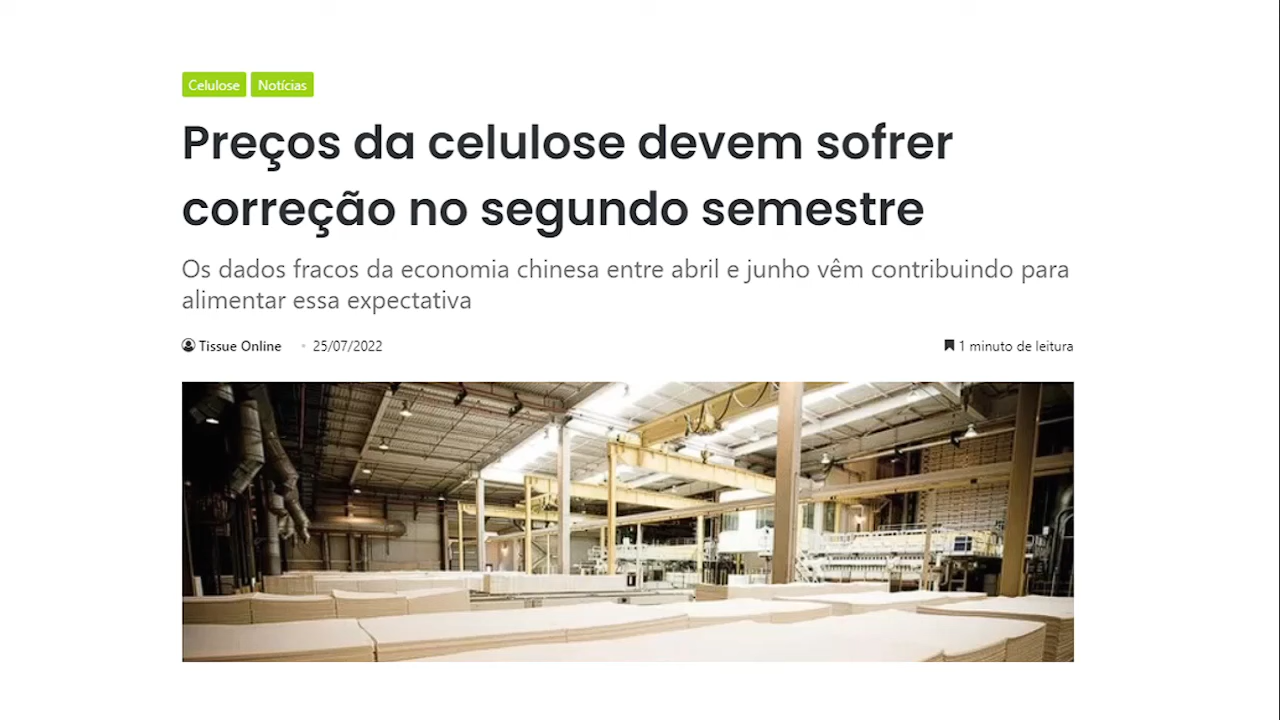 Celulose Notícias
Preços da celulose devem sofrer
correção no segundo semestre
Os dados fracos da economia chinesa entre abril e junho vêm contribuindo para
alimentar essa expectativa
Tissue Online • 25/07/2022 1 minuto de leitura